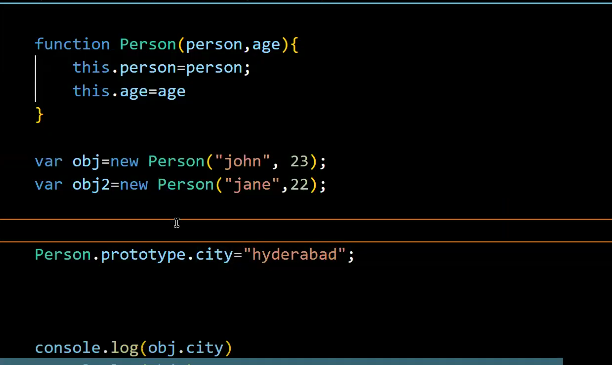 function Person(person,age){
this.person=person;
this.age=age
}
var obj=new Person("john", 23);
var obj2=new Person("jane",22);
Person.prototype.city="hyderabad";
console.log(obj.city)